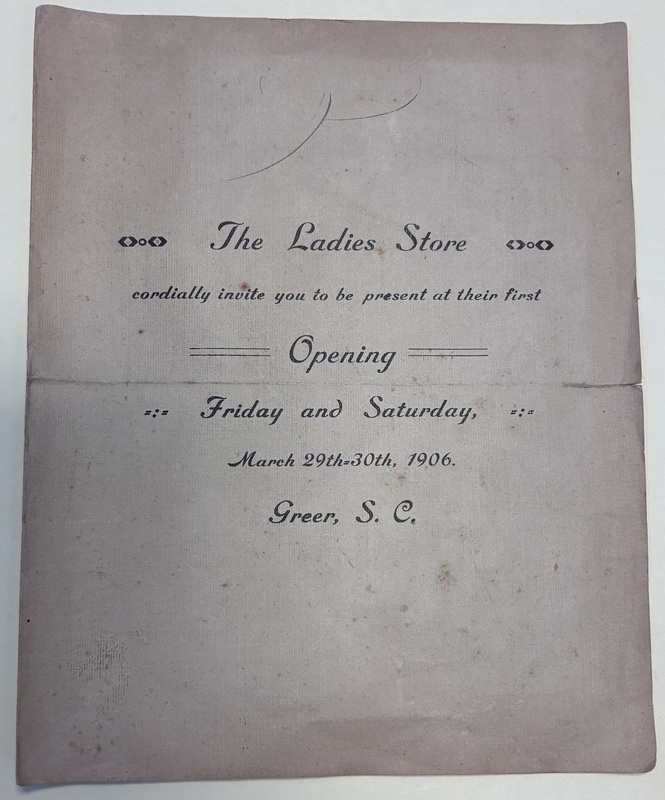 The Ladies Store
cordially invite you to be present at their first
Opening
Friday and Saturday,
March 29th=30th, 1906.
Greer, S. C.